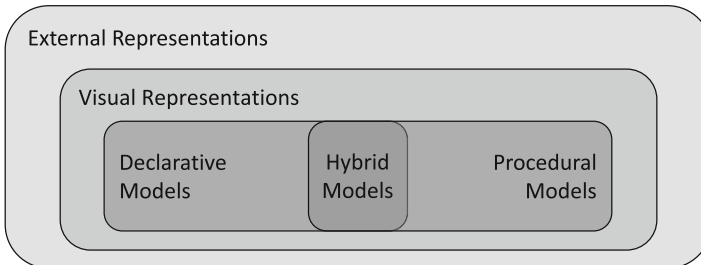 External Representations
Visual Representations
Declarative
Models
Hybrid
Models
Procedural
Models